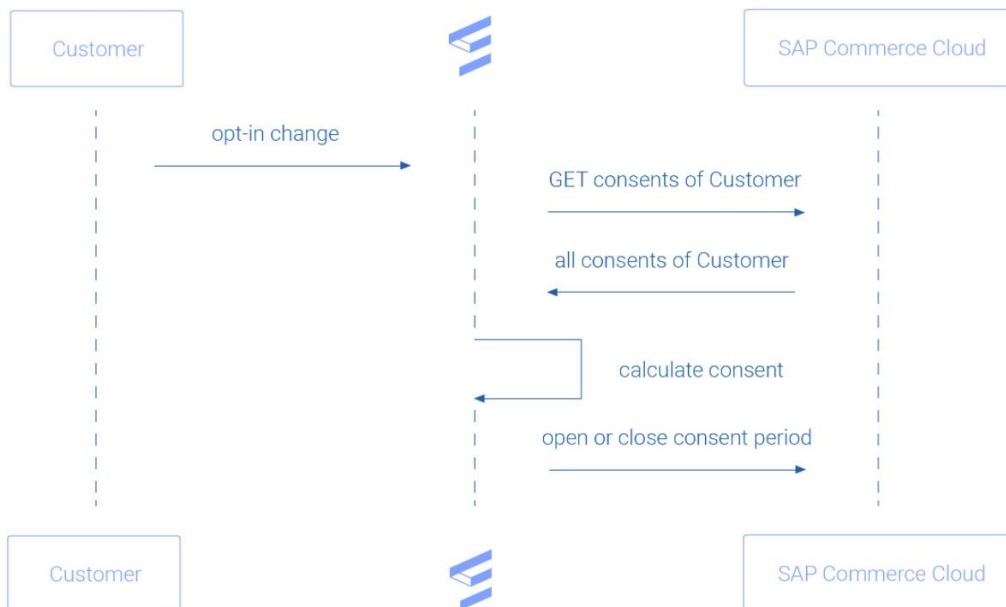 Customer
SAP Commerce Cloud
opt-in change
GET consents of Customer
all consents of Customer
calculate consent
open or close consent period
Customer
SAP Commerce Cloud